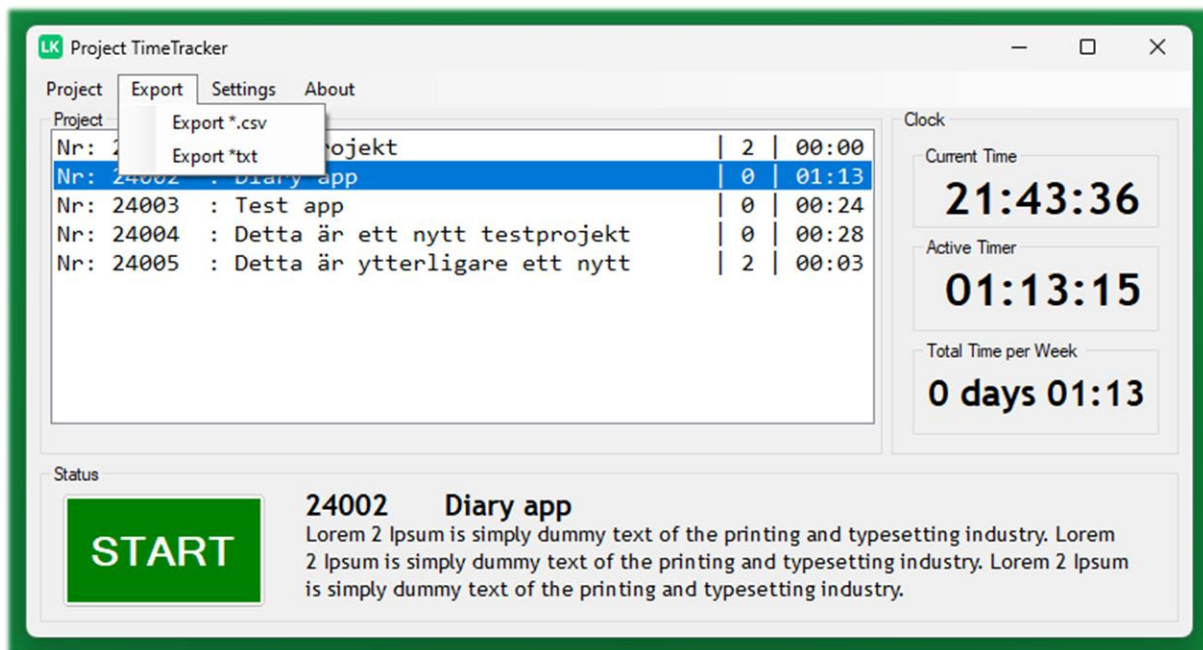 LK Project TimeTracker
Project Export Settings About
Export *.csv
Export *txt
Project
Nr: | 2 | 00:00
Nr: 24002 : Diary app | 0 | 01:13
Nr: 24003 : Test app | 0 | 00:24
Nr: 24004 : Detta är ett nytt testprojekt | 0 | 00:28
Nr: 24005 : Detta är ytterligare ett nytt | 2 | 00:03
Clock
Current Time
21:43:36
Active Timer
01:13:15
Total Time per Week
0 days 01:13
Status
START
24002 Diary app
Lorem 2 Ipsum is simply dummy text of the printing and typesetting industry. Lorem
2 Ipsum is simply dummy text of the printing and typesetting industry. Lorem 2 Ipsum
is simply dummy text of the printing and typesetting industry.